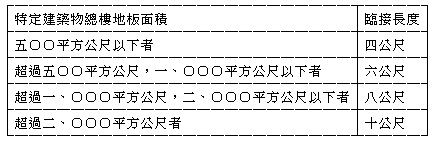 特定建築物總樓地板面積 臨接長度
五〇〇平方公尺以下者 四公尺
超過五〇〇平方公尺，一、〇〇〇平方公尺以下者 六公尺
超過一、〇〇〇平方公尺，二、〇〇〇平方公尺以下者 八公尺
超過二、〇〇〇平方公尺者 十公尺